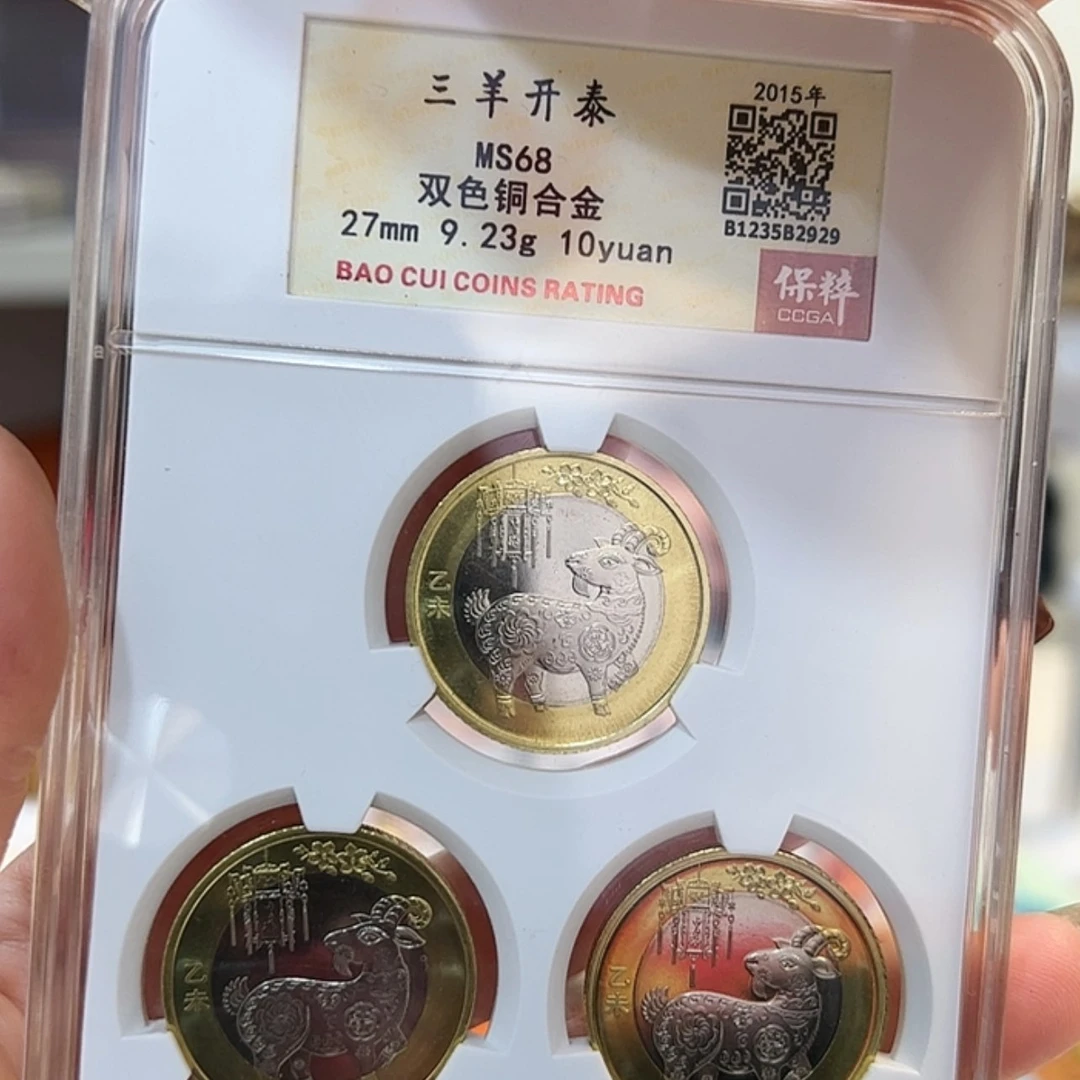 三羊开泰
2015年
MS68
双色铜合金
27mm 9.23g 10yuan
B1235B2929
BAO CUI COINS RATING
保粹
CCGA
乙未
乙未
乙未